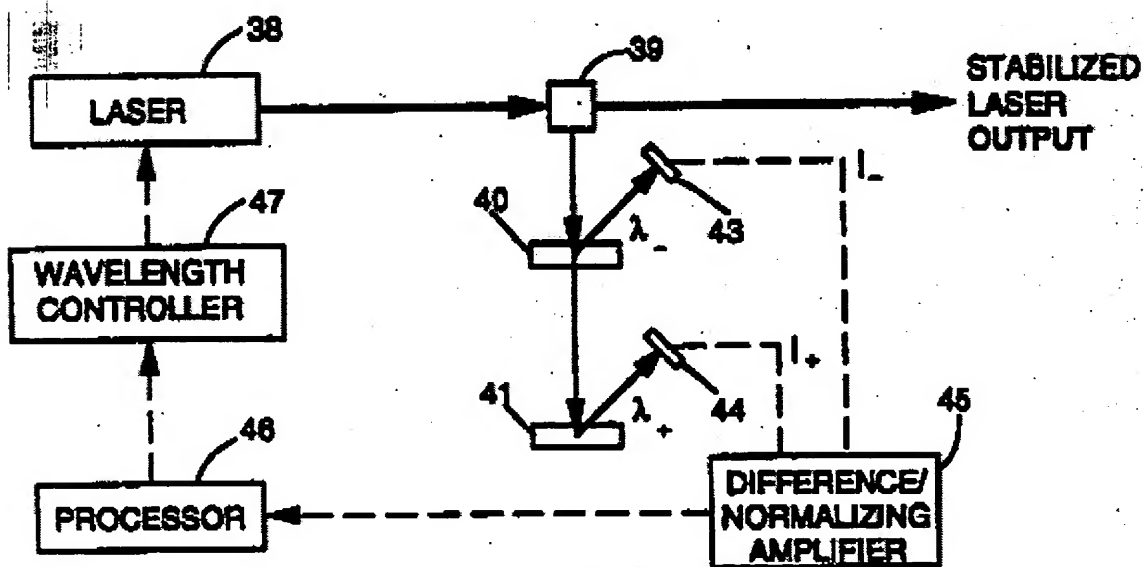 38
LASER
39
STABILIZED
LASER
OUTPUT
I_
43
40
λ_
47
WAVELENGTH
CONTROLLER
I+
44
41
λ+
45
46
PROCESSOR
DIFFERENCE/
NORMALIZING
AMPLIFIER